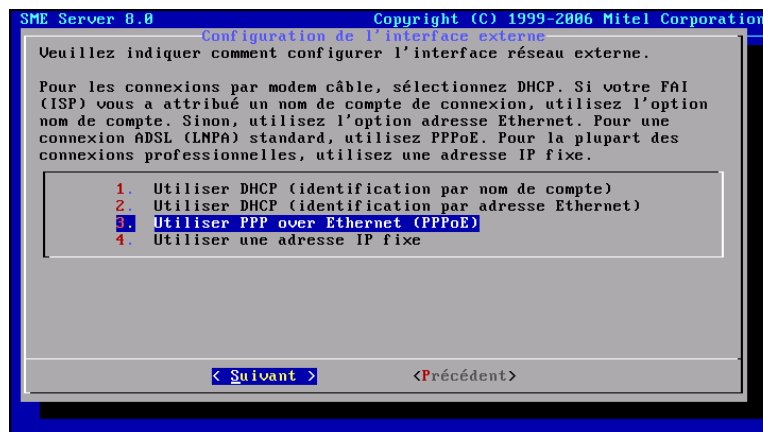 SME Server 8.0 Copyright (C) 1999-2006 Mitel Corporation
Configuration de l'interface externe
Veuillez indiquer comment configurer l'interface réseau externe.
Pour les connexions par modem câble, sélectionnez DHCP. Si votre FAI
(ISP) vous a attribué un nom de compte de connexion, utilisez l'option
nom de compte. Sinon, utilisez l'option adresse Ethernet. Pour une
connexion ADSL (LNPA) standard, utilisez PPPoE. Pour la plupart des
connexions professionnelles, utilisez une adresse IP fixe.
1. Utiliser DHCP (identification par nom de compte)
2. Utiliser DHCP (identification par adresse Ethernet)
3. Utiliser PPP over Ethernet (PPPoE)
4. Utiliser une adresse IP fixe
< Suivant > <Précédent>